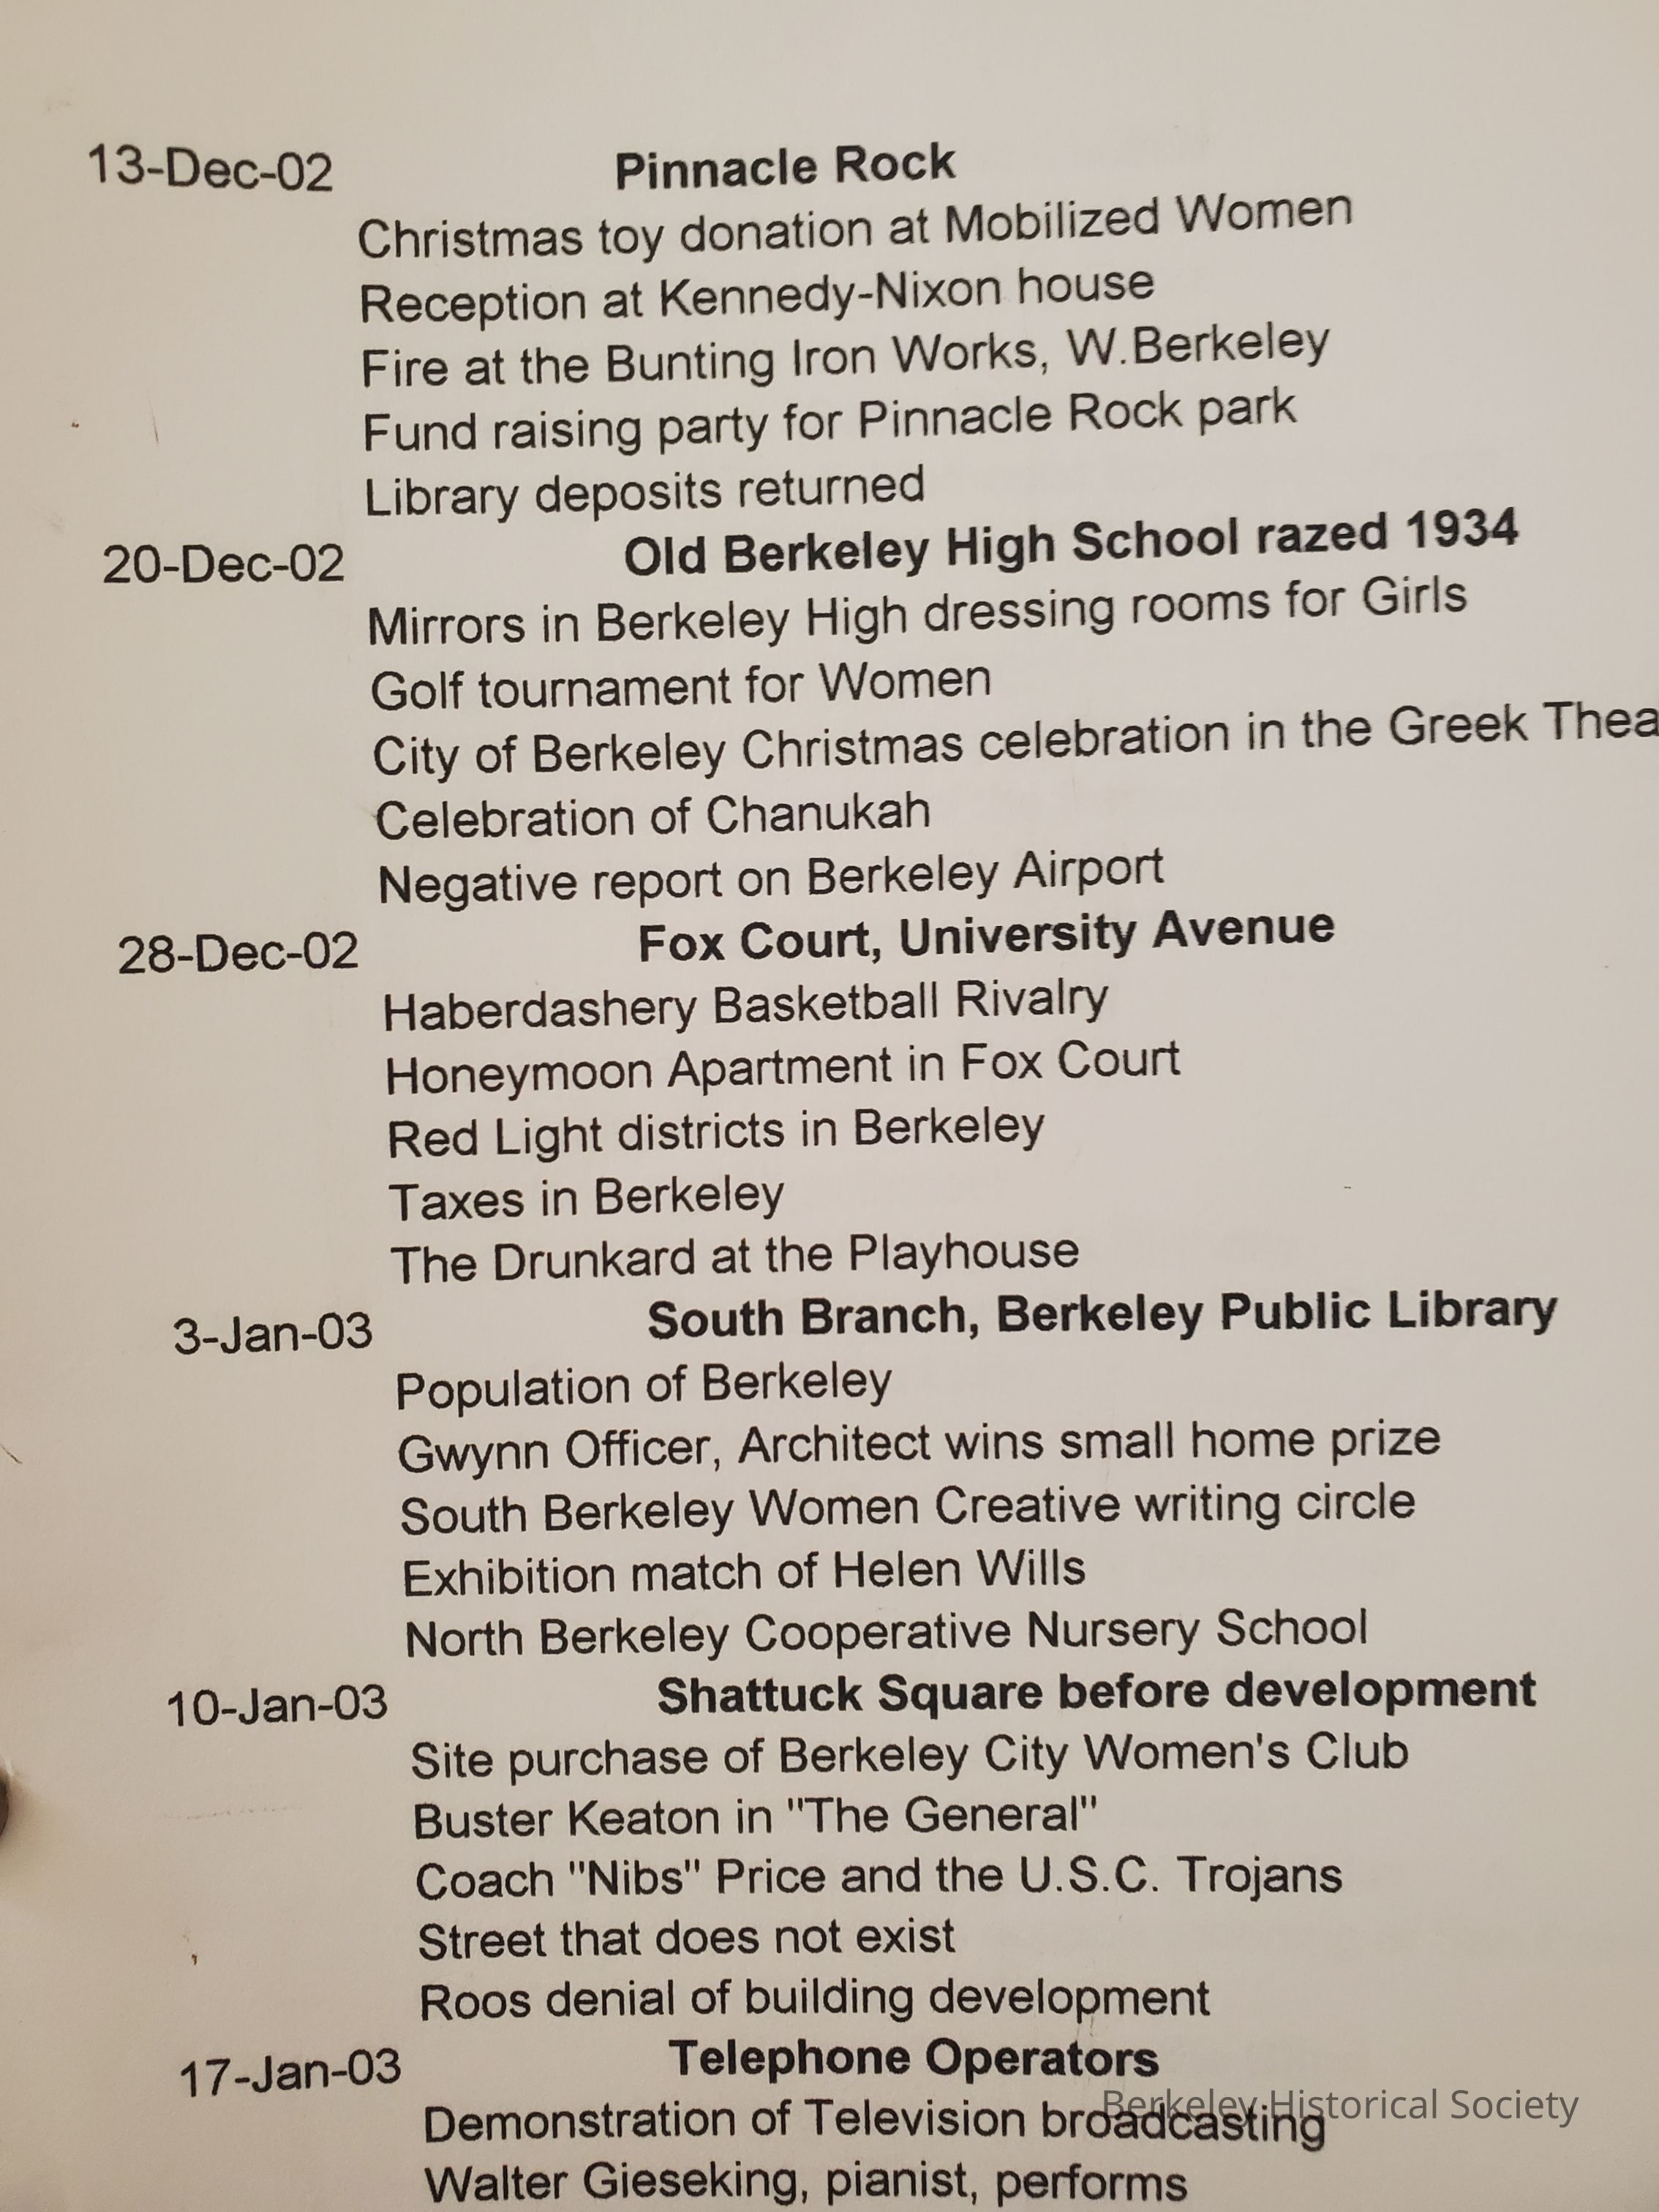 13-Dec-02 Pinnacle Rock
Christmas toy donation at Mobilized Women
Reception at Kennedy-Nixon house
Fire at the Bunting Iron Works, W.Berkeley
Fund raising party for Pinnacle Rock park
Library deposits returned
20-Dec-02 Old Berkeley High School razed 1934
Mirrors in Berkeley High dressing rooms for Girls
Golf tournament for Women
City of Berkeley Christmas celebration in the Greek Thea
Celebration of Chanukah
Negative report on Berkeley Airport
28-Dec-02 Fox Court, University Avenue
Haberdashery Basketball Rivalry
Honeymoon Apartment in Fox Court
Red Light districts in Berkeley
Taxes in Berkeley
The Drunkard at the Playhouse
3-Jan-03 South Branch, Berkeley Public Library
Population of Berkeley
Gwynn Officer, Architect wins small home prize
South Berkeley Women Creative writing circle
Exhibition match of Helen Wills
North Berkeley Cooperative Nursery School
10-Jan-03 Shattuck Square before development
Site purchase of Berkeley City Women's Club
Buster Keaton in "The General"
Coach "Nibs" Price and the U.S.C. Trojans
Street that does not exist
Roos denial of building development
17-Jan-03 Telephone Operators
Demonstration of Television broadcasting
Walter Gieseking, pianist, performs
Berkeley Historical Society